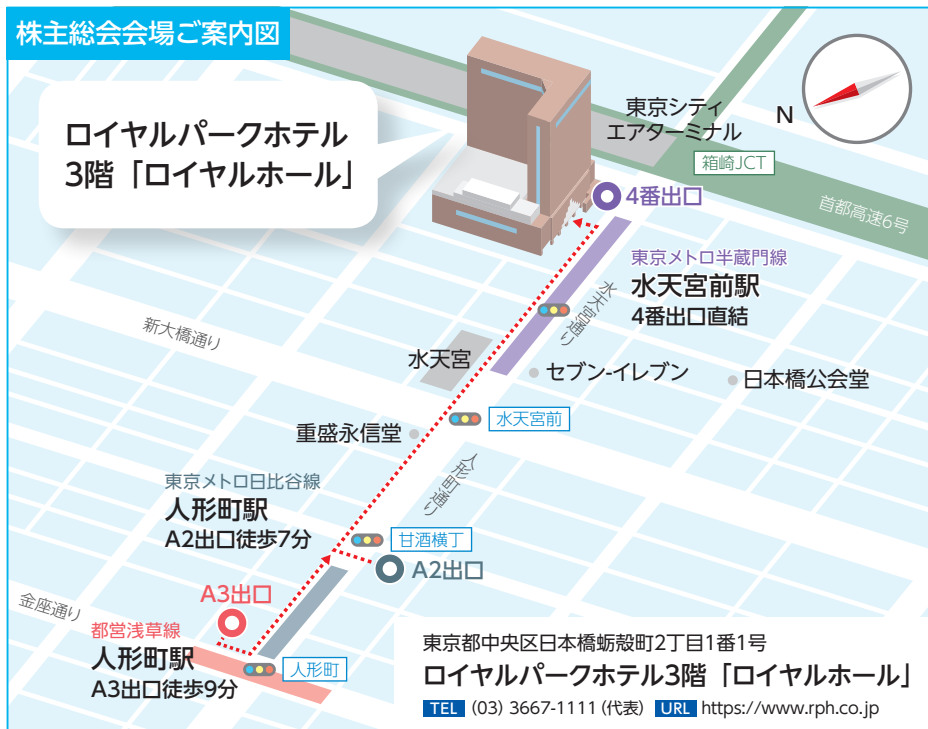 株主総会会場ご案内図
ロイヤルパークホテル
3階「ロイヤルホール」
東京シティ
エアターミナル
N
箱崎JCT
首都高速6号
4番出口
東京メトロ半蔵門線
水天宮前駅
4番出口直結
水天宮通り
新大橋通り
水天宮
セブン-イレブン
日本橋公会堂
水天宮前
重盛永信堂
人形町通り
東京メトロ日比谷線
人形町駅
A2出口徒歩7分
甘酒横丁
A2出口
A3出口
金座通り
都営浅草線
人形町駅
A3出口徒歩9分
人形町
東京都中央区日本橋蛎殻町2丁目1番1号
ロイヤルパークホテル3階「ロイヤルホール」
TEL (03) 3667-1111 (代表) URL https://www.rph.co.jp